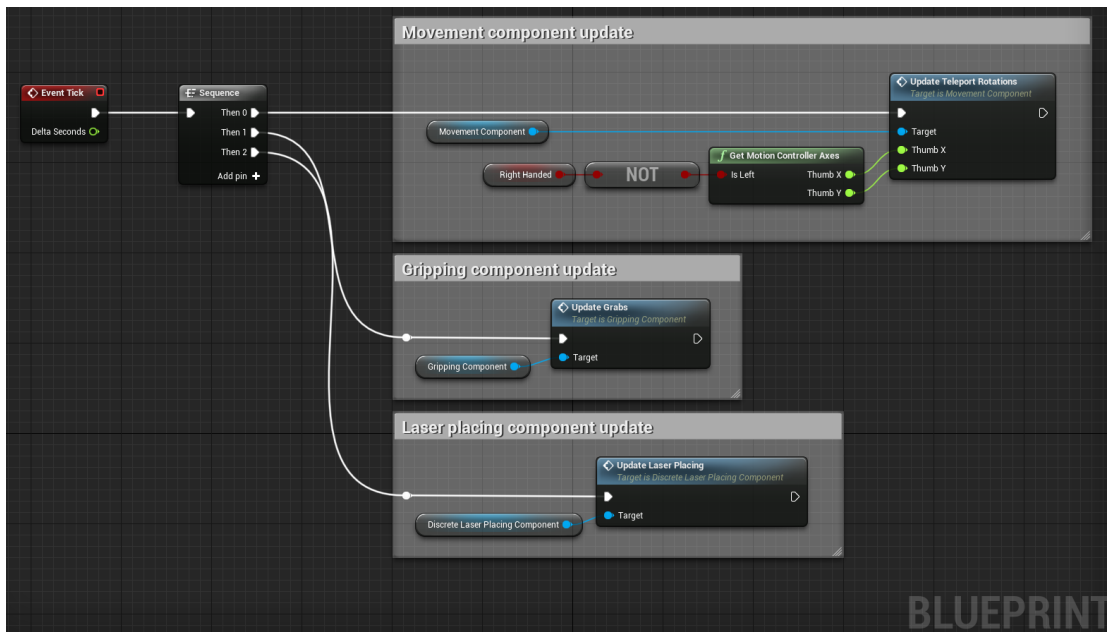 Movement component update
Event Tick
Delta Seconds
Sequence
Then 0
Then 1
Then 2
Add pin
Update Teleport Rotations
Target is Movement Component
Target
Thumb X
Thumb Y
Movement Component
Right Handed
NOT
Get Motion Controller Axes
Is Left
Thumb X
Thumb Y
Gripping component update
Update Grabs
Target is Gripping Component
Target
Gripping Component
Laser placing component update
Update Laser Placing
Target is Discrete Laser Placing Component
Target
Discrete Laser Placing Component
BLUEPRINT